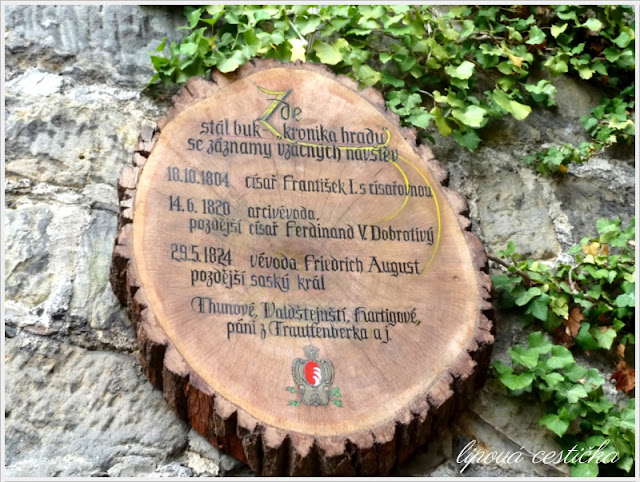 Zde
stál buk „kronika hradu
se záznamy vzácných návštěv
18.10.1804 císař František I. s císařovnou
14.6. 1820 arcivévoda,
pozdější císař Ferdinand V. Dobrotivý
29.5.1824 vévoda Friedrich August
pozdější saský král
Thunové, Valdštejnští, Hartigové,
páni z Trauttenberka aj.
lipová cestička